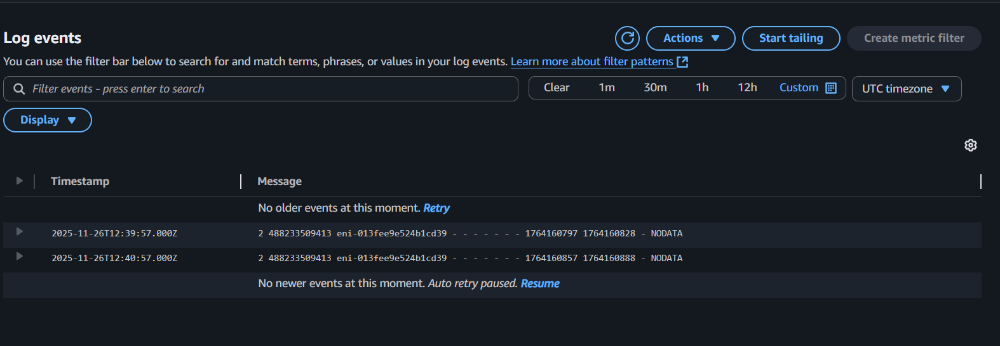 Log events
Actions
Start tailing
Create metric filter
You can use the filter bar below to search for and match terms, phrases, or values in your log events. Learn more about filter patterns
Filter events - press enter to search
Clear 1m 30m 1h 12h Custom
UTC timezone
Display
Timestamp Message
No older events at this moment. Retry
2025-11-26T12:39:57.000Z 2 488233509413 eni-013fee9e524b1cd39 - - - - - - - 1764160797 1764160828 - NODATA
2025-11-26T12:40:57.000Z 2 488233509413 eni-013fee9e524b1cd39 - - - - - - - 1764160857 1764160888 - NODATA
No newer events at this moment. Auto retry paused. Resume